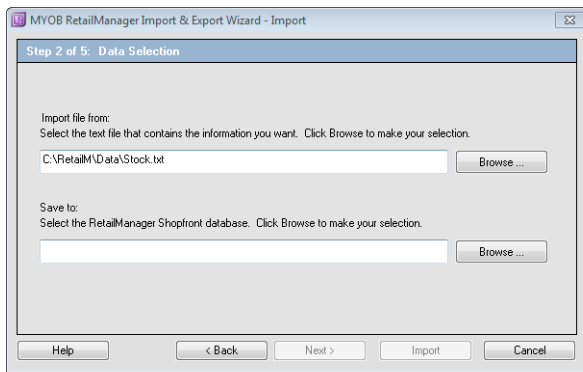 MYOB RetailManager Import & Export Wizard - Import
Step 2 of 5: Data Selection
Import file from:
Select the text file that contains the information you want. Click Browse to make your selection.
C:\RetailM\Data\Stock.txt
Browse ...
Save to:
Select the RetailManager Shopfront database. Click Browse to make your selection.
Browse ...
Help < Back Next > Import Cancel